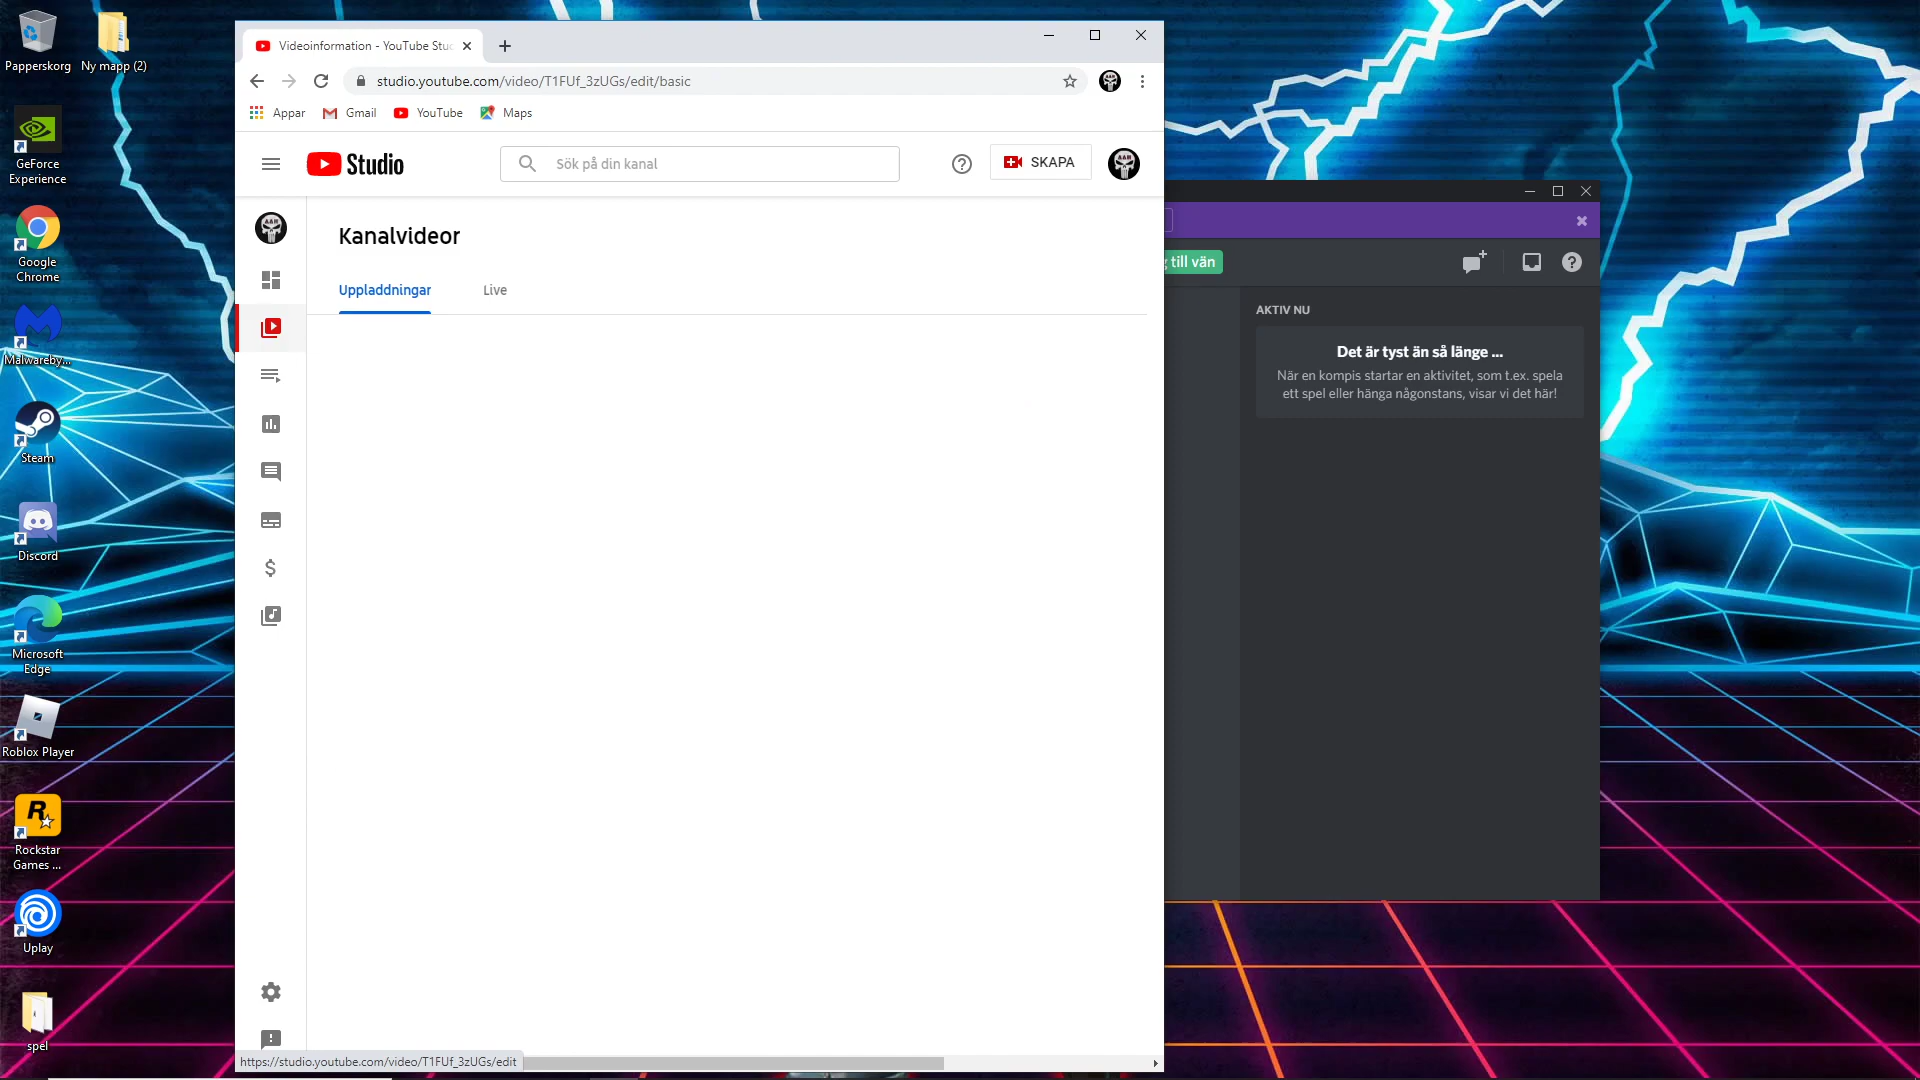 Papperskorg
Ny mapp (2)
GeForce
Experience
Google
Chrome
Malwareby...
Steam
Discord
Microsoft
Edge
Roblox Player
Rockstar
Games ...
Uplay
spel
Videoinformation - YouTube Stu
studio.youtube.com/video/T1FUf_3zUGs/edit/basic
Appar
Gmail
YouTube
Maps
Studio
Sök på din kanal
SKAPA
Kanalvideor
Uppladdningar
Live
https://studio.youtube.com/video/T1FUf_3zUGs/edit
till vän
AKTIV NU
Det är tyst än så länge ...
När en kompis startar en aktivitet, som t.ex. spela
ett spel eller hänga någonstans, visar vi det här!